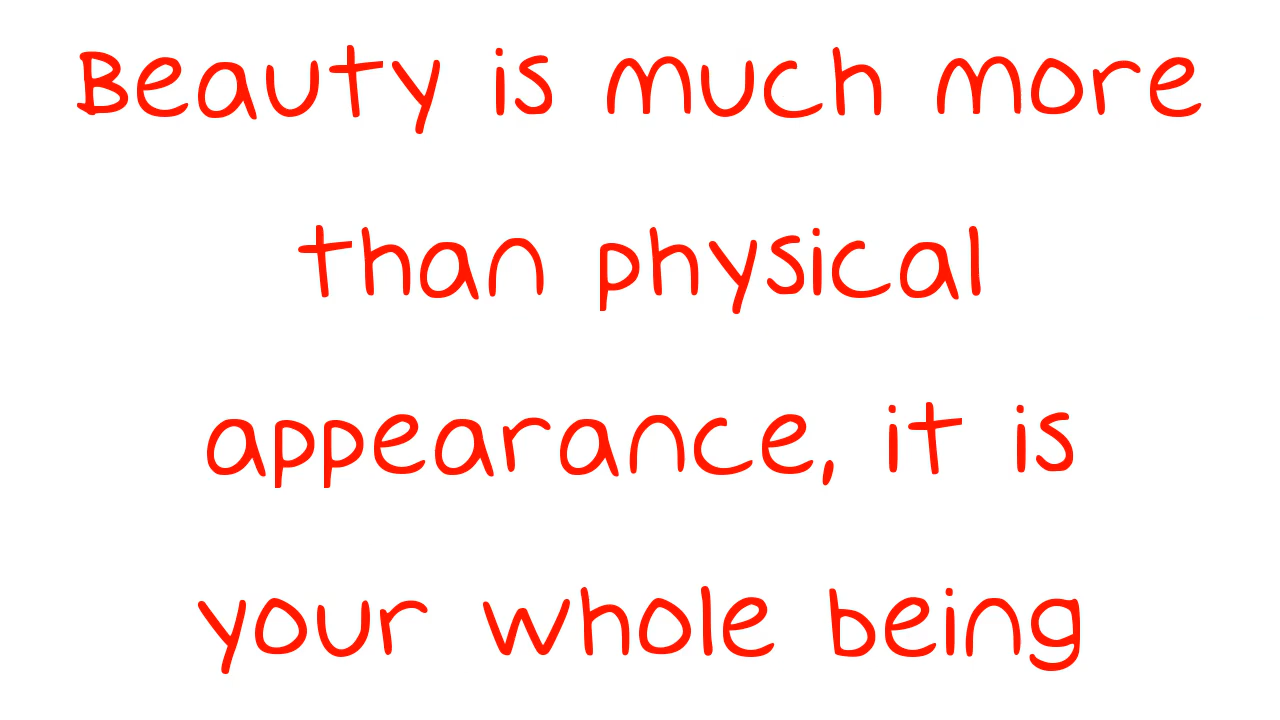 Beauty is much more
than physical
appearance, it is
your whole being